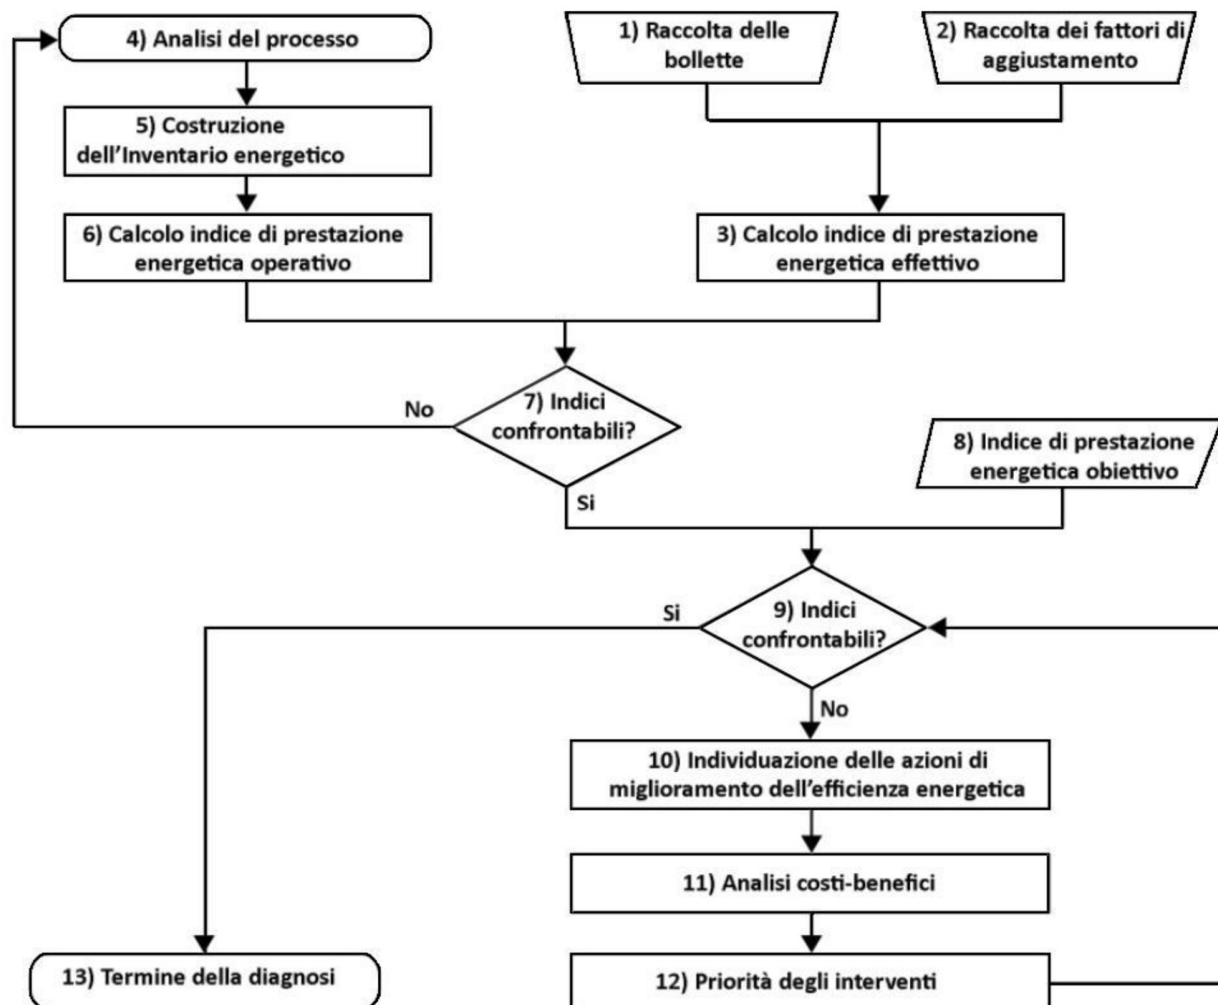 4) Analisi del processo
1) Raccolta delle
bollette
2) Raccolta dei fattori di
aggiustamento
5) Costruzione
dell'Inventario energetico
6) Calcolo indice di prestazione
energetica operativo
3) Calcolo indice di prestazione
energetica effettivo
No
7) Indici
confrontabili?
Si
8) Indice di prestazione
energetica obiettivo
Si
9) Indici
confrontabili?
No
10) Individuazione delle azioni di
miglioramento dell'efficienza energetica
11) Analisi costi-benefici
13) Termine della diagnosi
12) Priorità degli interventi